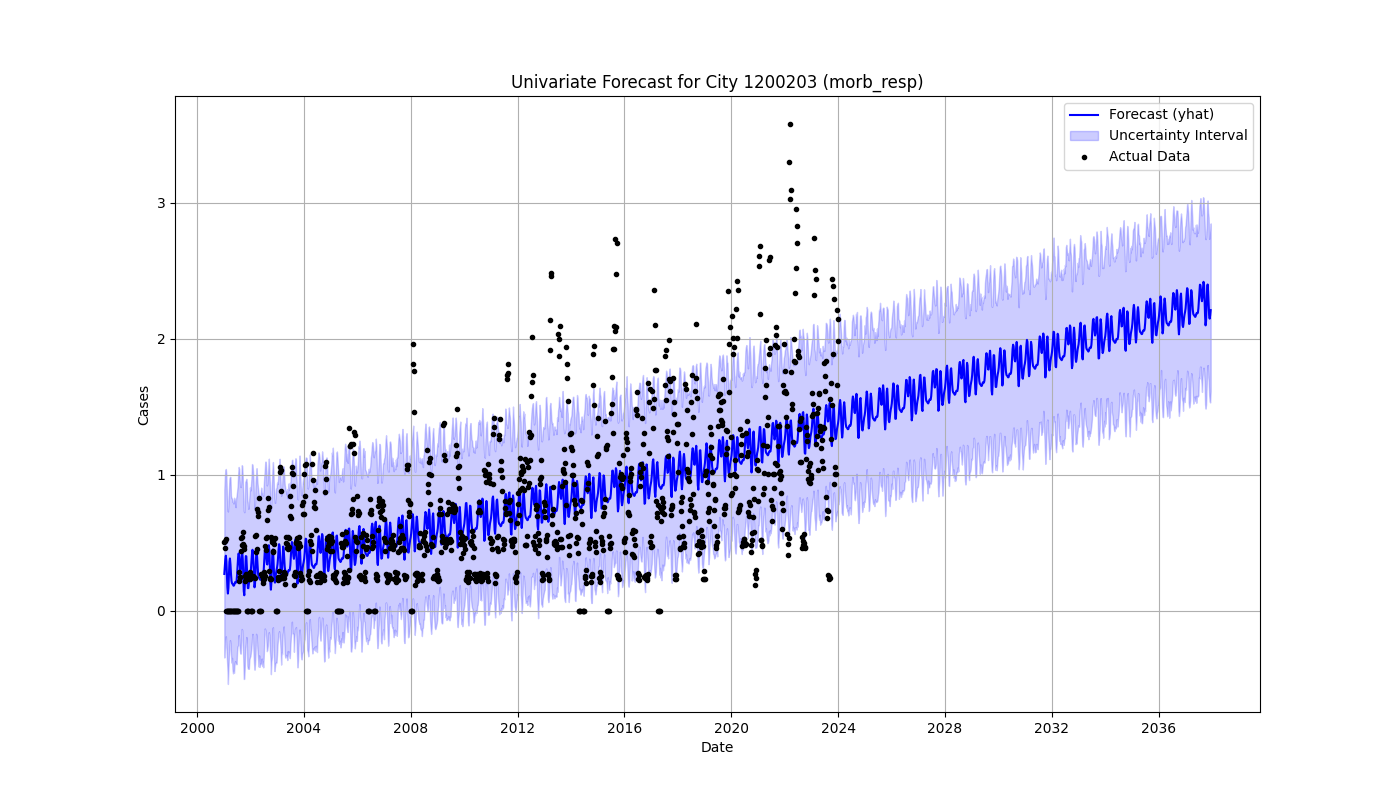 Univariate Forecast for City 1200203 (morb_resp)
Forecast (yhat)
Uncertainty Interval
Actual Data
Cases
3
2
1
0
2000 2004 2008 2012 2016 2020 2024 2028 2032 2036
Date